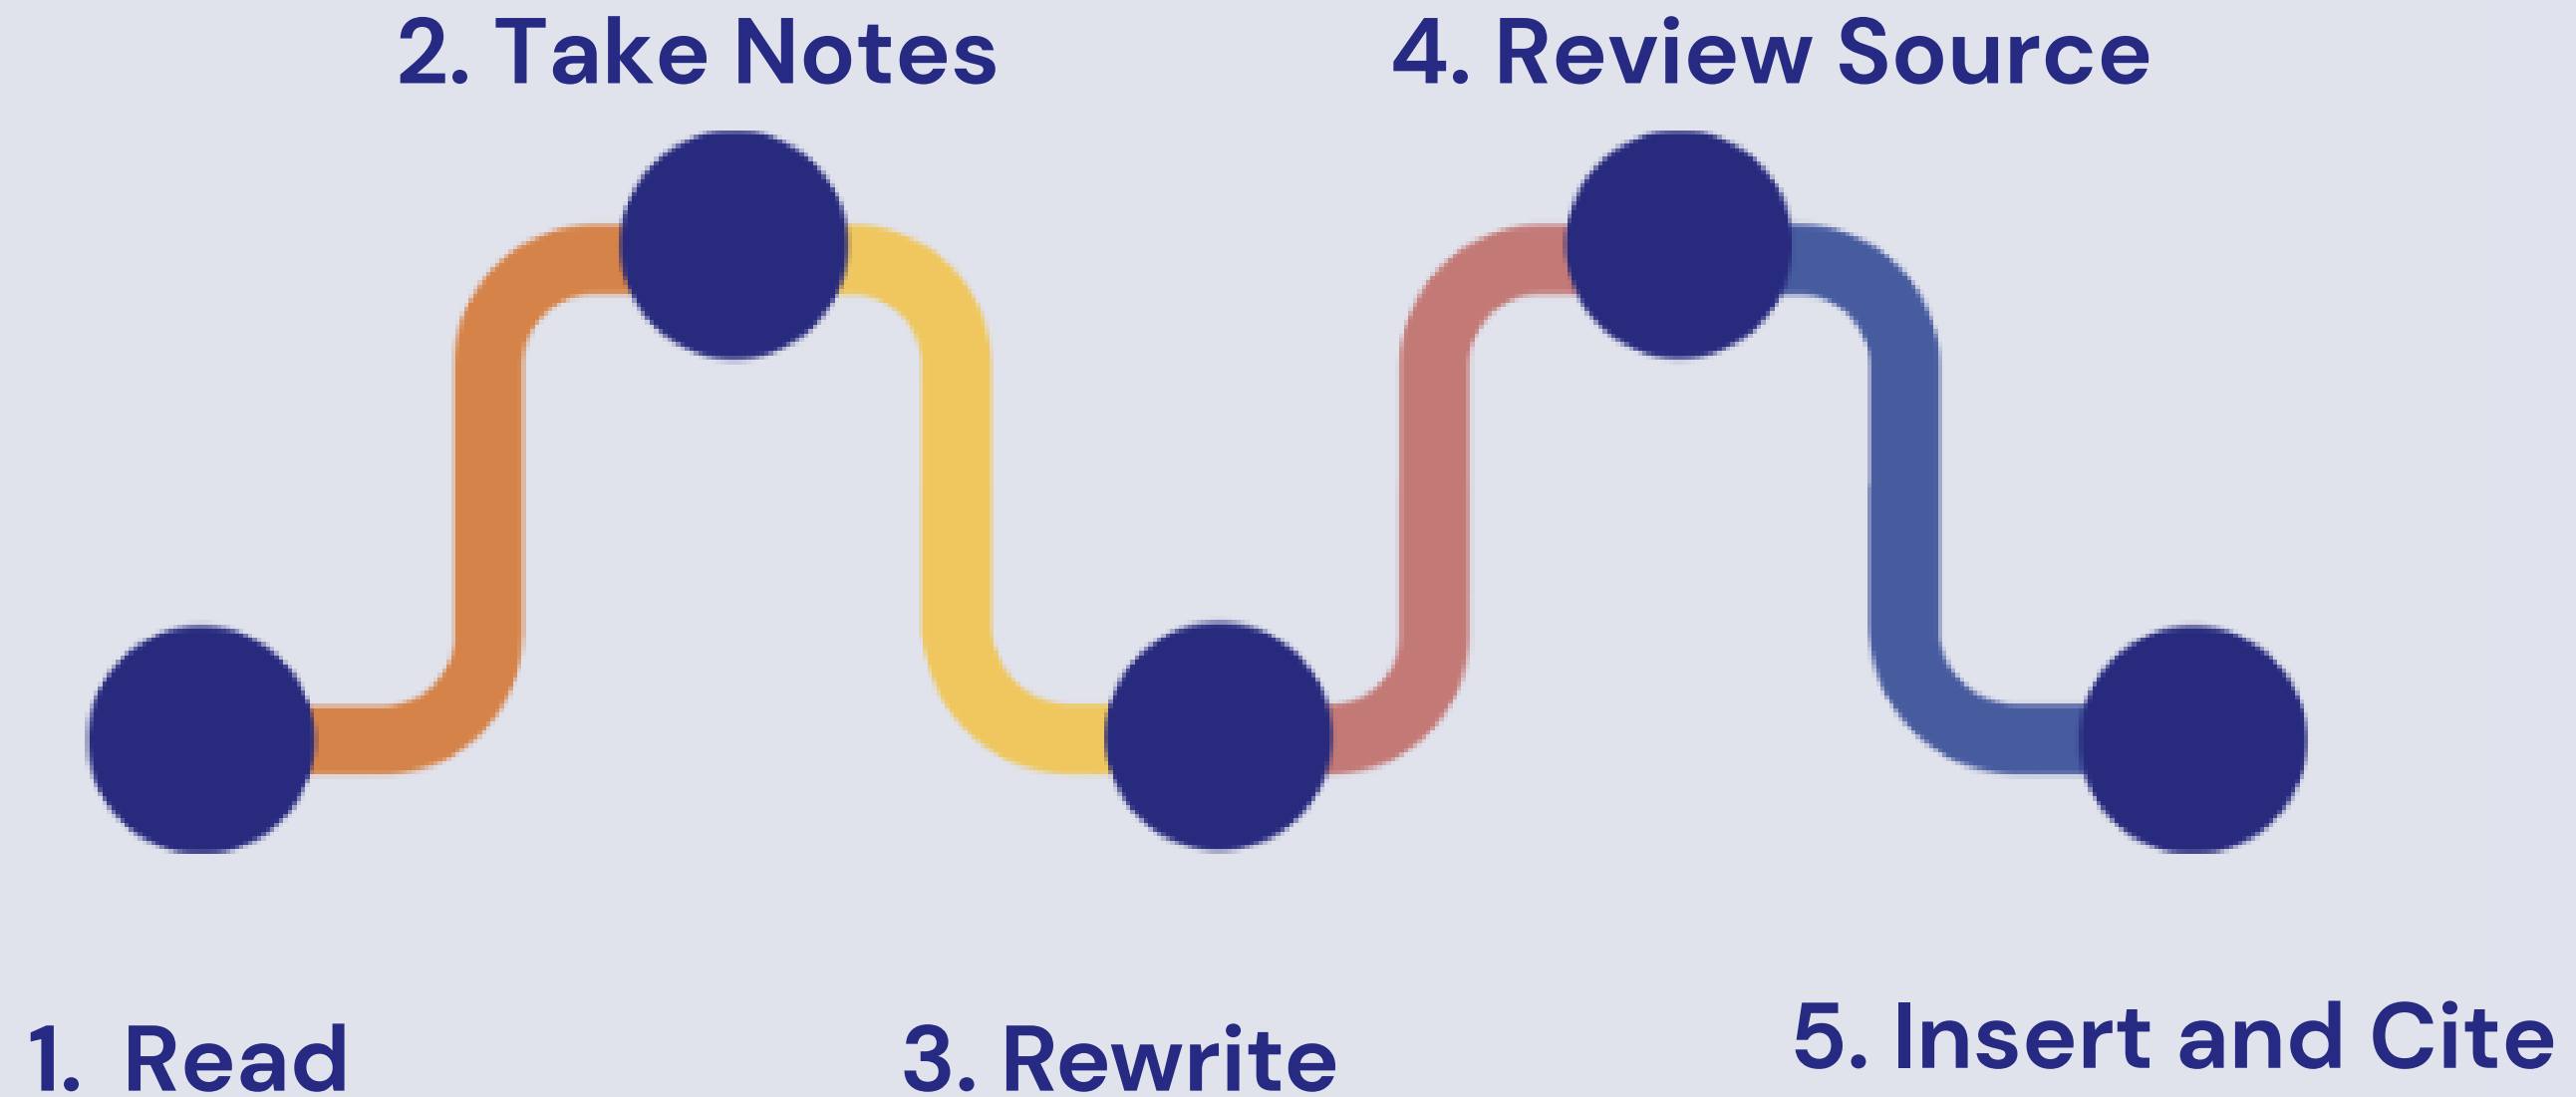 2. Take Notes
4. Review Source
1. Read
3. Rewrite
5. Insert and Cite